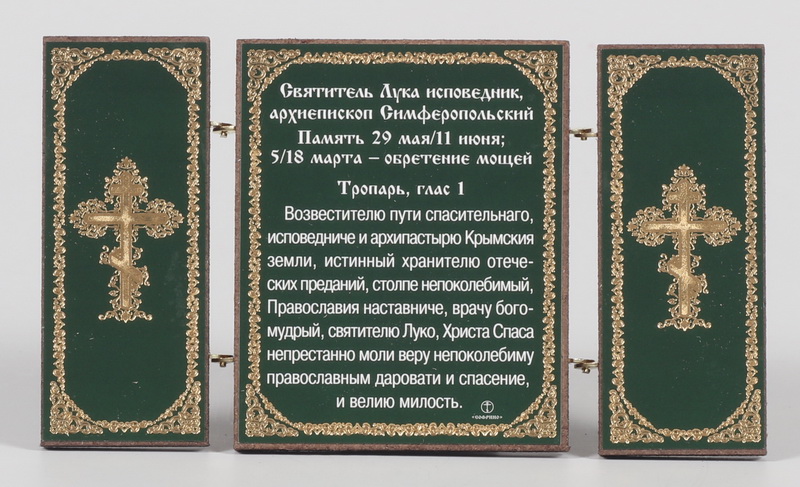 Святитель Лука исповедник,
архиепископ Симферопольский
Память 29 мая/11 июня;
5/18 марта – обретение мощей
Тропарь, глас 1
Возвестителю пути спасительнаго,
исповедниче и архипастырю Крымския
земли, истинный хранителю отече-
ских преданий, столпе непоколебимый,
Православия наставниче, врачу бого-
мудрый, святителю Луко, Христа Спаса
непрестанно моли веру непоколебиму
православным даровати и спасение,
и велию милость.
•СОФРИНО•